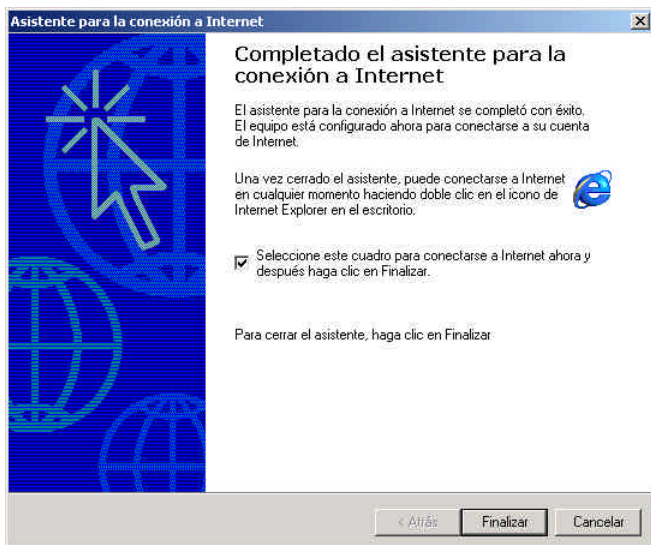 Asistente para la conexión a Internet
Completado el asistente para la
conexión a Internet
El asistente para la conexión a Internet se completó con éxito.
El equipo está configurado ahora para conectarse a su cuenta
de Internet.
Una vez cerrado el asistente, puede conectarse a Internet
en cualquier momento haciendo doble clic en el icono de
Internet Explorer en el escritorio.
Seleccione este cuadro para conectarse a Internet ahora y
después haga clic en Finalizar.
Para cerrar el asistente, haga clic en Finalizar
< Atrás
Finalizar
Cancelar